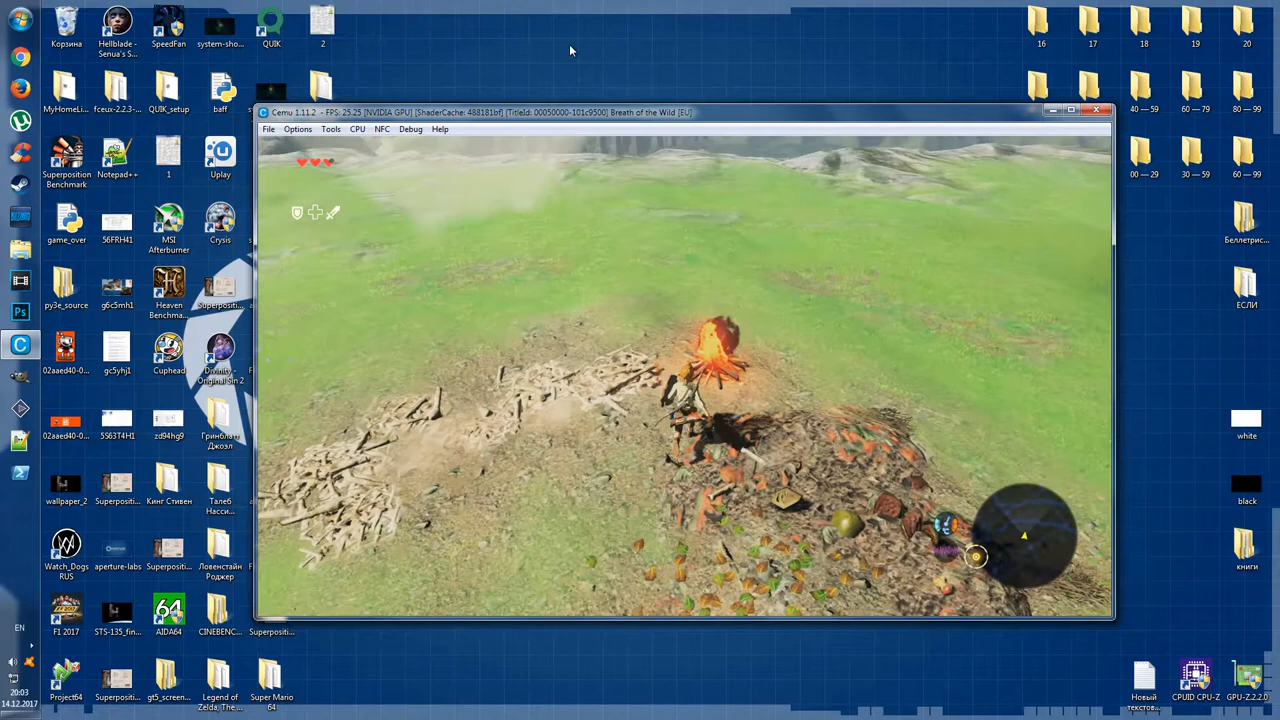 Корзина
Hellblade - Senua's S...
SpeedFan
system-sho...
QUIK
2
16
17
18
19
20
MyHomeLi...
fceux-2.2.3-...
QUIK_setup
baff
40 — 59
60 — 79
80 — 99
Cemu 1.11.2 - FPS: 25.25 [NVIDIA GPU] [ShaderCache: 488181bf] [TitleId: 00050000-101c9500] Breath of the Wild [EU]
File Options Tools CPU NFC Debug Help
Superposition
Benchmark
Notepad++
1
Uplay
00 — 29
30 — 59
60 — 99
game_over
56FRH41
MSI
Afterburner
Crysis
Беллетрис...
py3e_source
g6c5mh1
Heaven
Benchma...
Superpositi...
ЕСЛИ
02aaed40-0...
gc5yhj1
Cuphead
Divinity -
Original Sin 2
02aaed40-0...
5S63T4H1
zd94hg9
Гринблатт
Джоэл
white
wallpaper_2
Superpositi...
Кинг Стивен
Талеб
Насси...
black
Watch_Dogs
RUS
aperture-labs
Superpositi...
Ловенстайн
Роджер
книги
F1 2017
STS-135_fin...
64
AIDA64
CINEBENC...
Superpositi...
EN
Project64
Superpositi...
gt5_screen...
Legend of
Zelda, The ...
Super Mario
64
Новый
текстов...
CPUID CPU-Z
GPU-Z.2.2.0
20:03
14.12.2017